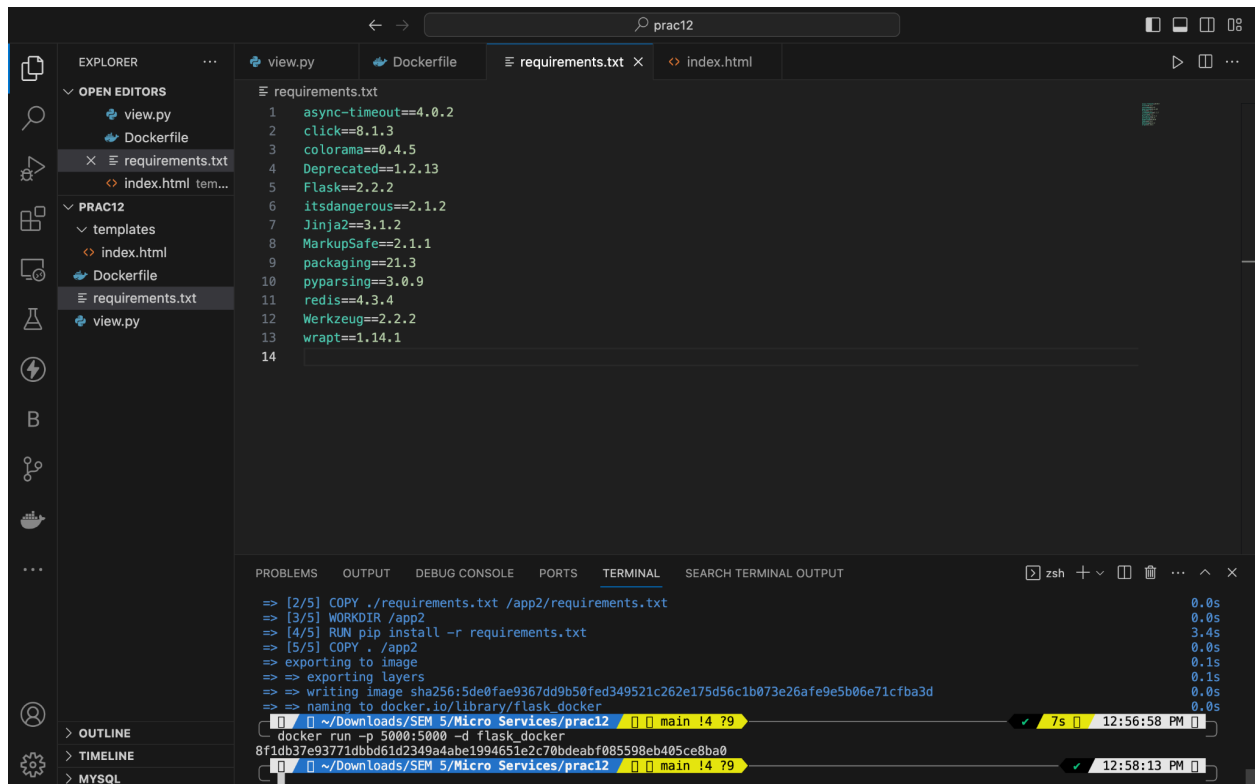 prac12
EXPLORER
OPEN EDITORS
view.py
Dockerfile
requirements.txt
index.html tem...
PRAC12
templates
index.html
Dockerfile
requirements.txt
view.py
OUTLINE
TIMELINE
MYSQL
B
view.py Dockerfile requirements.txt index.html
requirements.txt
1 async-timeout==4.0.2
2 click==8.1.3
3 colorama==0.4.5
4 Deprecated==1.2.13
5 Flask==2.2.2
6 itsdangerous==2.1.2
7 Jinja2==3.1.2
8 MarkupSafe==2.1.1
9 packaging==21.3
10 pyparsing==3.0.9
11 redis==4.3.4
12 Werkzeug==2.2.2
13 wrapt==1.14.1
14
PROBLEMS OUTPUT DEBUG CONSOLE PORTS TERMINAL SEARCH TERMINAL OUTPUT zsh
=> [2/5] COPY ./requirements.txt /app2/requirements.txt 0.0s
=> [3/5] WORKDIR /app2 0.0s
=> [4/5] RUN pip install -r requirements.txt 3.4s
=> [5/5] COPY . /app2 0.0s
=> exporting to image 0.1s
=> => exporting layers 0.1s
=> => writing image sha256:5de0fae9367dd9b50fed349521c262e175d56c1b073e26afe9e5b06e71cfba3d 0.0s
=> => naming to docker.io/library/flask_docker 0.0s
~/Downloads/SEM 5/Micro Services/prac12 main !4 ?9 ✔ 7s 12:56:58 PM
docker run -p 5000:5000 -d flask_docker
8f1db37e93771dbbd61d2349a4abe1994651e2c70bdeabf085598eb405ce8ba0
~/Downloads/SEM 5/Micro Services/prac12 main !4 ?9 ✔ 12:58:13 PM